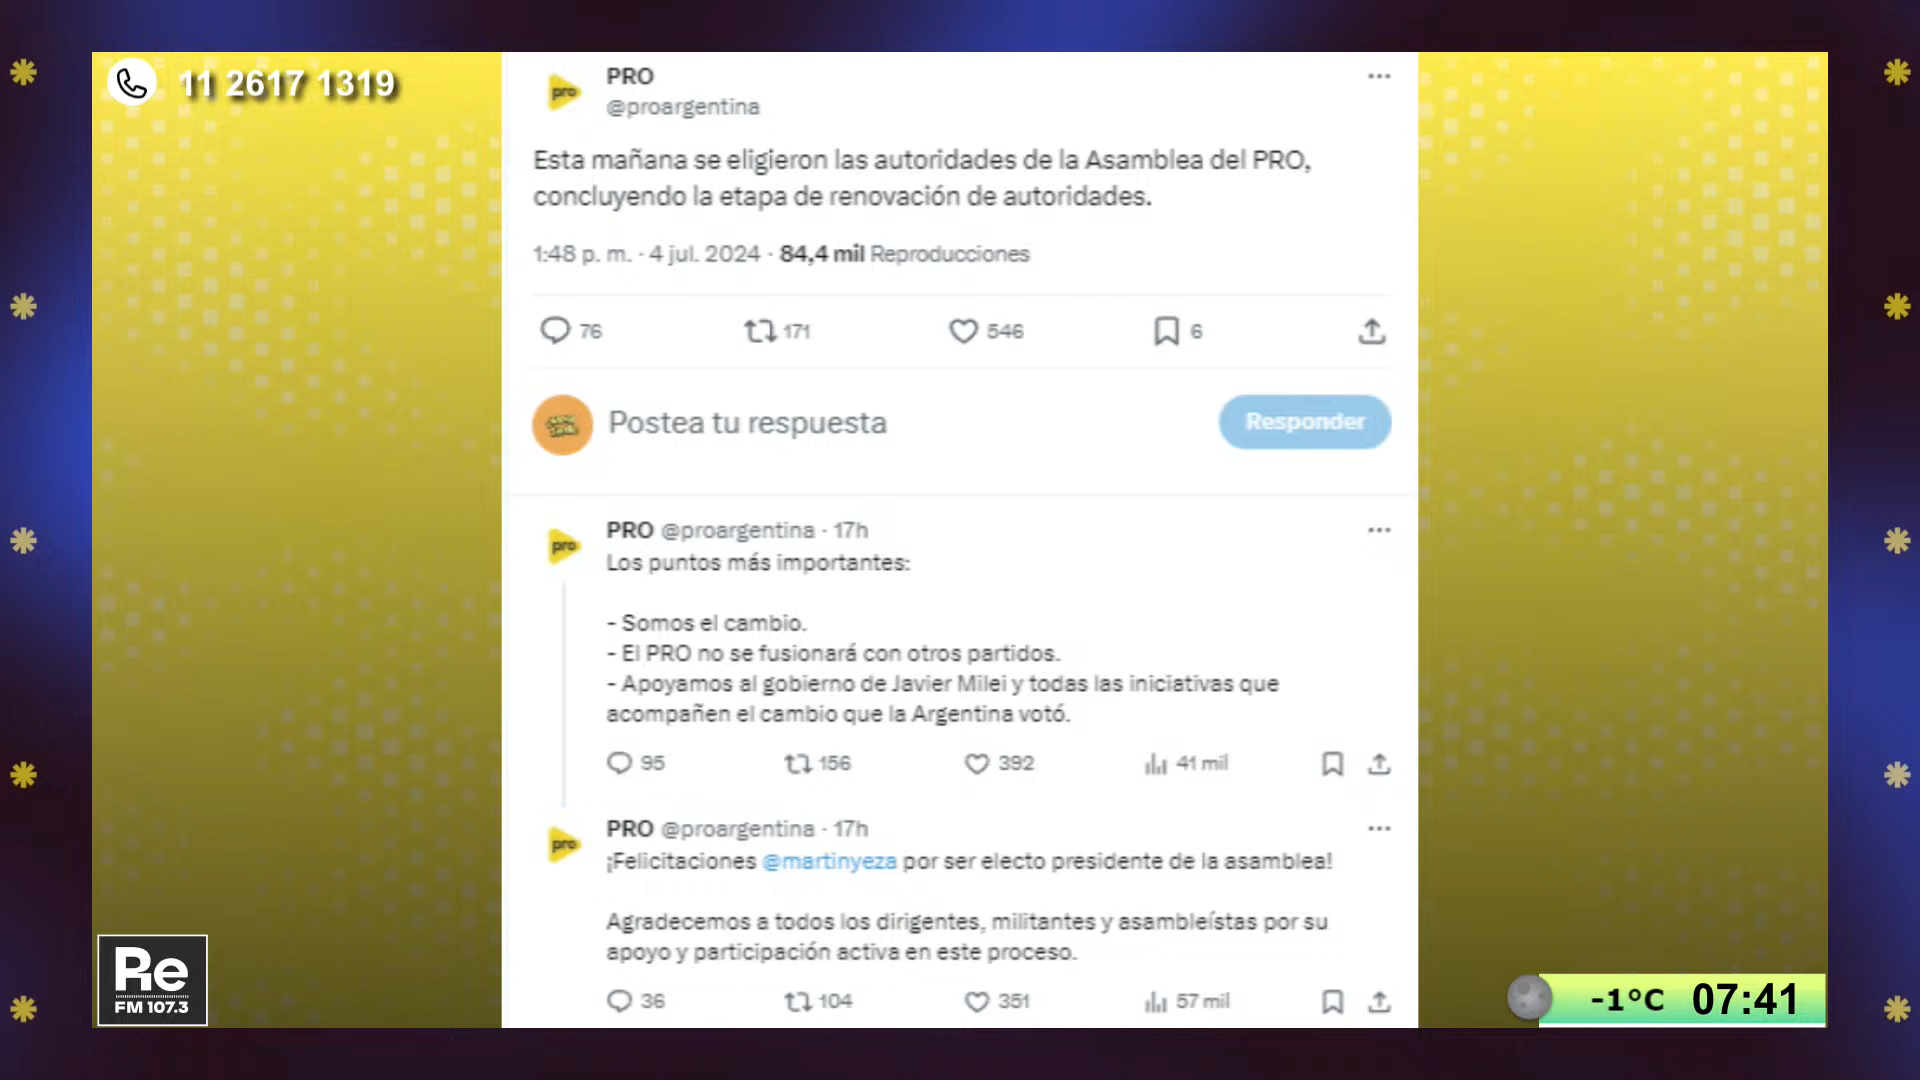 11 2617 1319
pro
PRO
@proargentina
Esta mañana se eligieron las autoridades de la Asamblea del PRO,
concluyendo la etapa de renovación de autoridades.
1:48 p. m. · 4 jul. 2024 · 84,4 mil Reproducciones
76
171
546
6
Postea tu respuesta
Responder
pro
PRO @proargentina · 17h
Los puntos más importantes:
- Somos el cambio.
- El PRO no se fusionará con otros partidos.
- Apoyamos al gobierno de Javier Milei y todas las iniciativas que
acompañen el cambio que la Argentina votó.
95
156
392
41 mil
pro
PRO @proargentina · 17h
¡Felicitaciones @martinyeza por ser electo presidente de la asamblea!
Agradecemos a todos los dirigentes, militantes y asambleístas por su
apoyo y participación activa en este proceso.
36
104
351
57 mil
Re
FM 107.3
-1°C 07:41